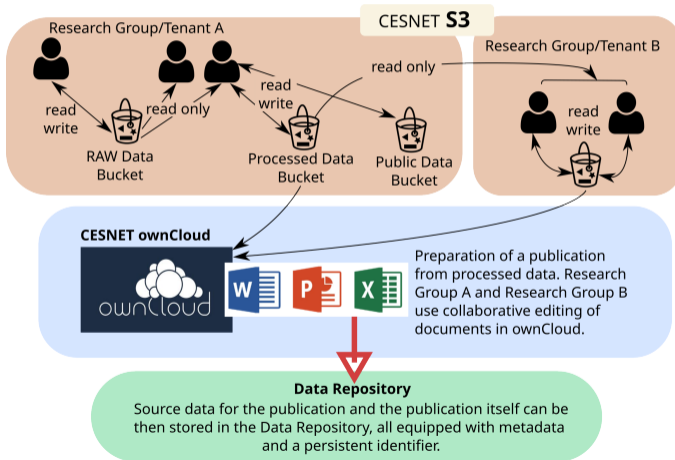 CESNET S3
Research Group/Tenant A
Research Group/Tenant B
read only
read
write
read
write
read only
read
write
RAW Data
Bucket
Processed Data
Bucket
Public Data
Bucket
CESNET ownCloud
ownCloud
W
P
X
Preparation of a publication
from processed data. Research
Group A and Research Group B
use collaborative editing of
documents in ownCloud.
Data Repository
Source data for the publication and the publication itself can be
then stored in the Data Repository, all equipped with metadata
and a persistent identifier.